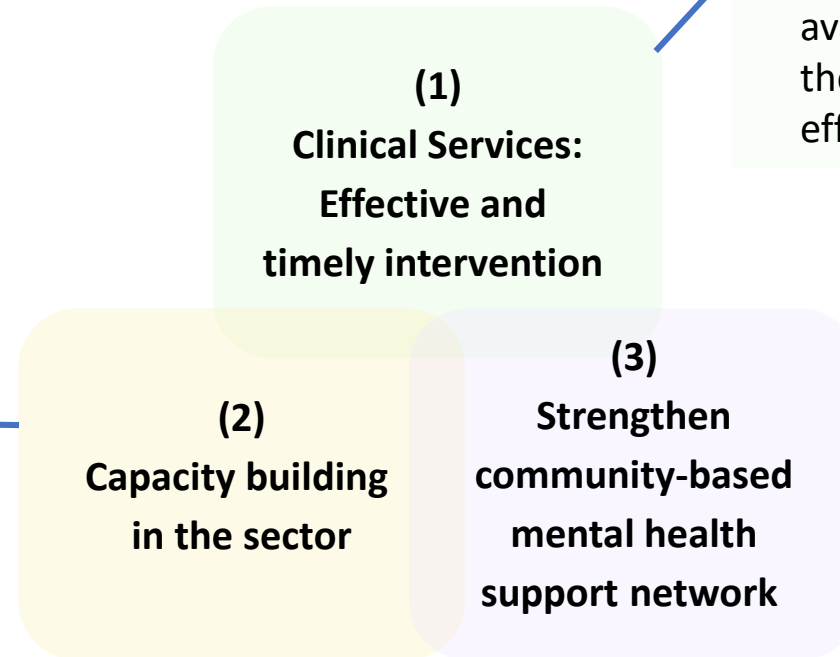 (1)
Clinical Services:
Effective and
timely intervention
(2)
Capacity building
in the sector
(3)
Strengthen
community-based
mental health
support network